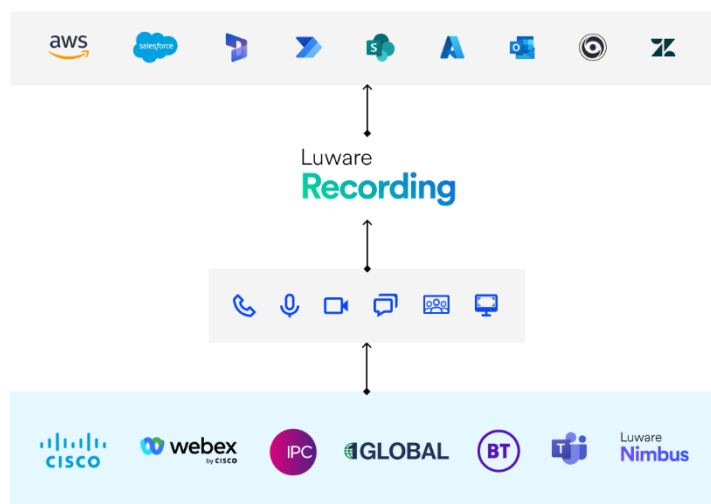 aws
salesforce
S
O
Luware
Recording
CISCO
webex
by CISCO
IPC
GLOBAL
BT
T
Luware
Nimbus